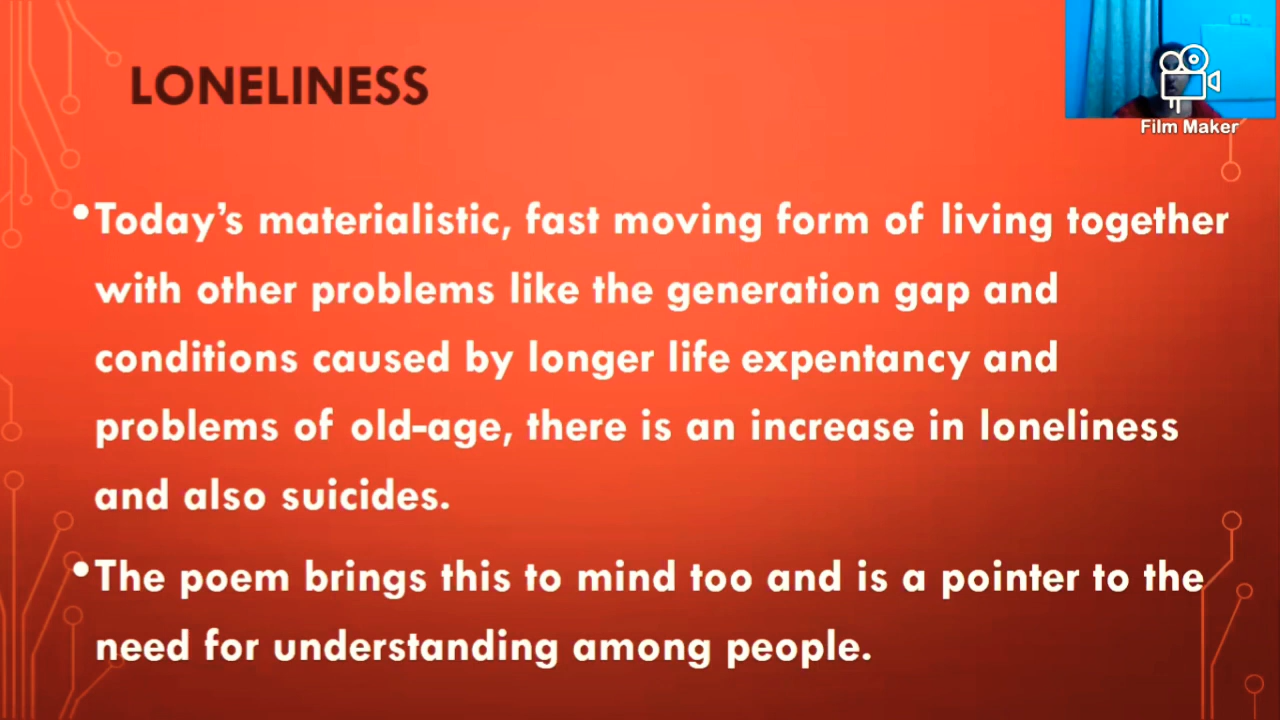 LONELINESS
Film Maker
•Today's materialistic, fast moving form of living together
with other problems like the generation gap and
conditions caused by longer life expentancy and
problems of old-age, there is an increase in loneliness
and also suicides.
•The poem brings this to mind too and is a pointer to the
need for understanding among people.